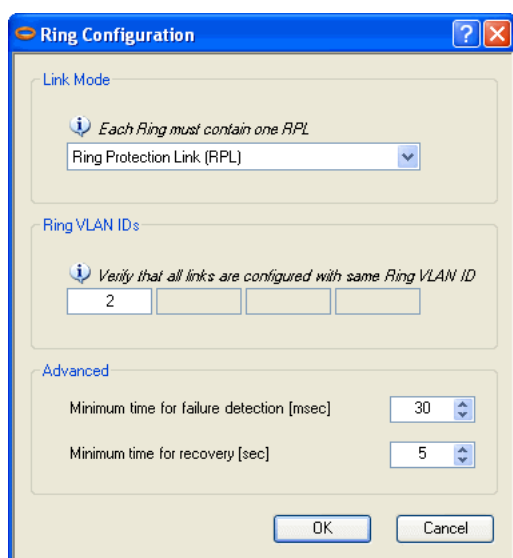 Ring Configuration
Link Mode
Each Ring must contain one RPL
Ring Protection Link (RPL)
Ring VLAN IDs
Verify that all links are configured with same Ring VLAN ID
2
Advanced
Minimum time for failure detection [msec] 30
Minimum time for recovery [sec] 5
OK Cancel